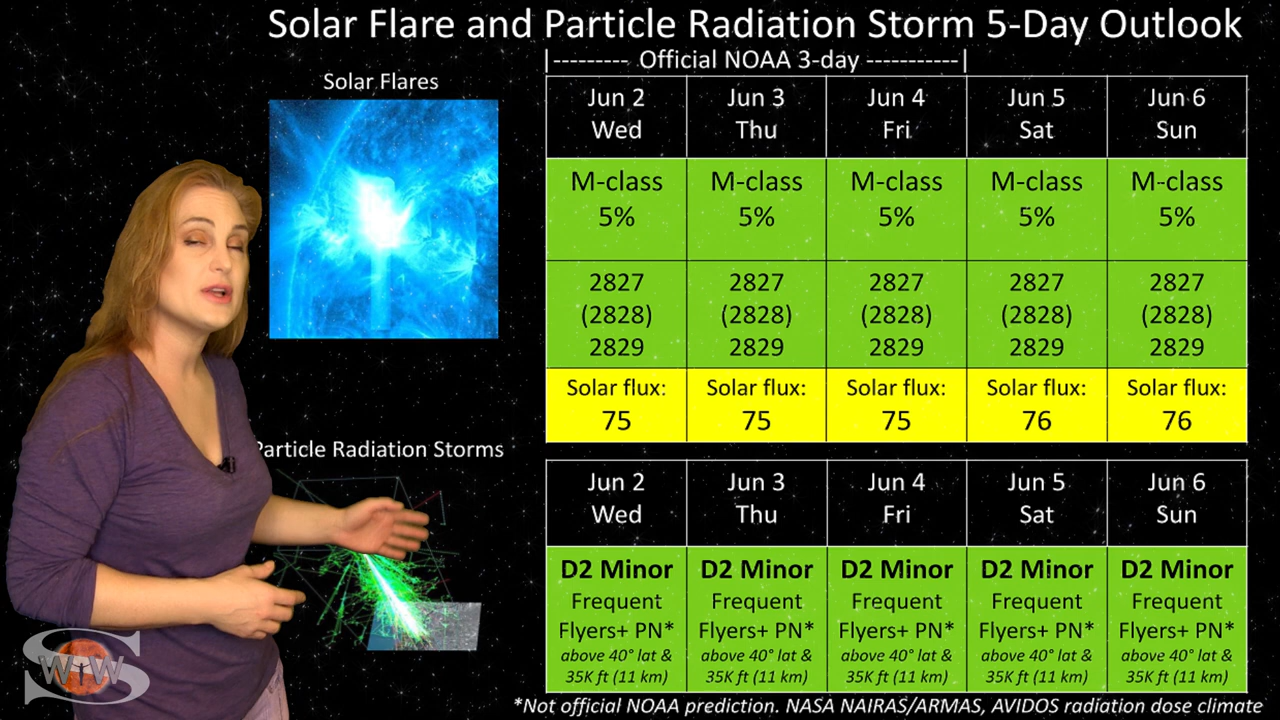 Solar Flare and Particle Radiation Storm 5-Day Outlook
|--------- Official NOAA 3-day -----------|
Solar Flares
Jun 2 Jun 3 Jun 4 Jun 5 Jun 6
Wed Thu Fri Sat Sun
M-class M-class M-class M-class M-class
5% 5% 5% 5% 5%
2827 2827 2827 2827 2827
(2828) (2828) (2828) (2828) (2828)
2829 2829 2829 2829 2829
Solar flux: Solar flux: Solar flux: Solar flux: Solar flux:
75 75 75 76 76
Particle Radiation Storms
Jun 2 Jun 3 Jun 4 Jun 5 Jun 6
Wed Thu Fri Sat Sun
D2 Minor D2 Minor D2 Minor D2 Minor D2 Minor
Frequent Frequent Frequent Frequent Frequent
Flyers+ PN* Flyers+ PN* Flyers+ PN* Flyers+ PN* Flyers+ PN*
above 40° lat & above 40° lat & above 40° lat & above 40° lat & above 40° lat &
35K ft (11 km) 35K ft (11 km) 35K ft (11 km) 35K ft (11 km) 35K ft (11 km)
*Not official NOAA prediction. NASA NAIRAS/ARMAS, AVIDOS radiation dose climate
S
WTW